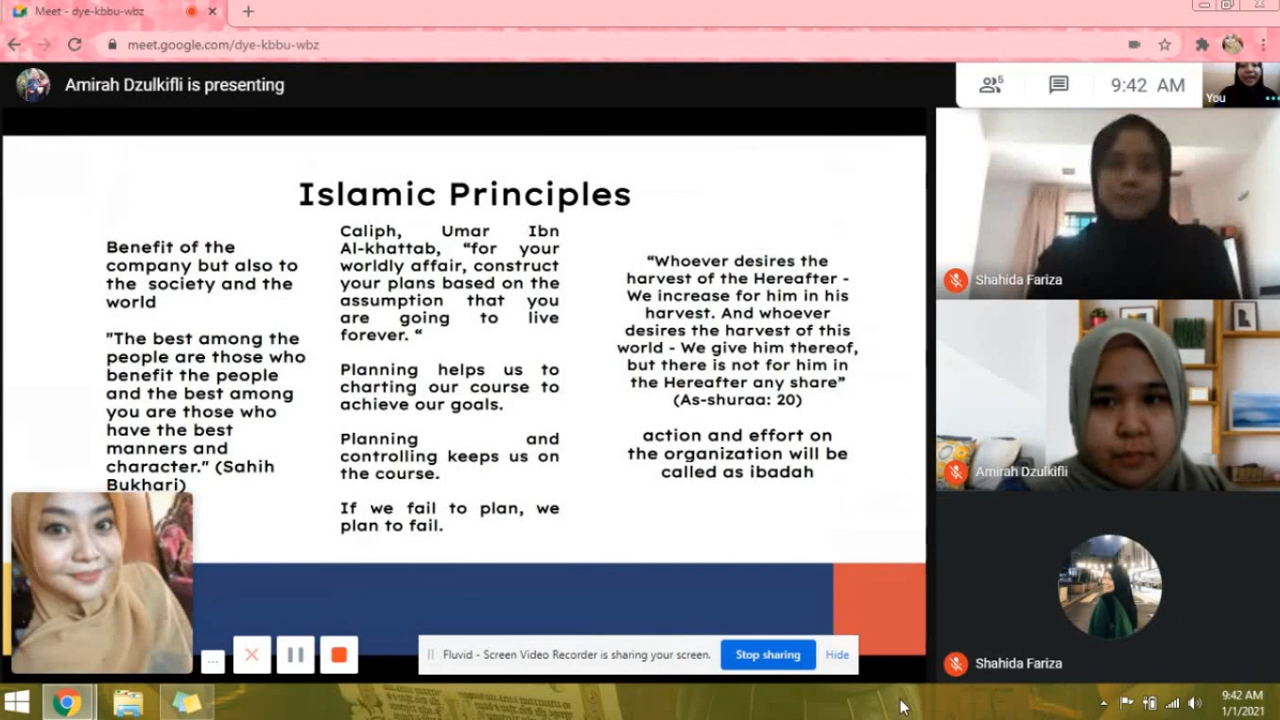 Meet - dye-kbbu-wbz
meet.google.com/dye-kbbu-wbz
Amirah Dzulkifli is presenting
5
9:42 AM
You
Islamic Principles
Benefit of the
company but also to
the society and the
world
"The best among the
people are those who
benefit the people
and the best among
you are those who
have the best
manners and
character." (Sahih
Bukhari)
Caliph, Umar Ibn
Al-khattab, “for your
worldly affair, construct
your plans based on the
assumption that you
are going to live
forever. “
Planning helps us to
charting our course to
achieve our goals.
Planning and
controlling keeps us on
the course.
If we fail to plan, we
plan to fail.
“Whoever desires the
harvest of the Hereafter -
We increase for him in his
harvest. And whoever
desires the harvest of this
world - We give him thereof,
but there is not for him in
the Hereafter any share”
(As-shuraa: 20)
action and effort on
the organization will be
called as ibadah
Shahida Fariza
Amirah Dzulkifli
Shahida Fariza
Fluvid - Screen Video Recorder is sharing your screen.
Stop sharing
Hide
9:42 AM
1/1/2021